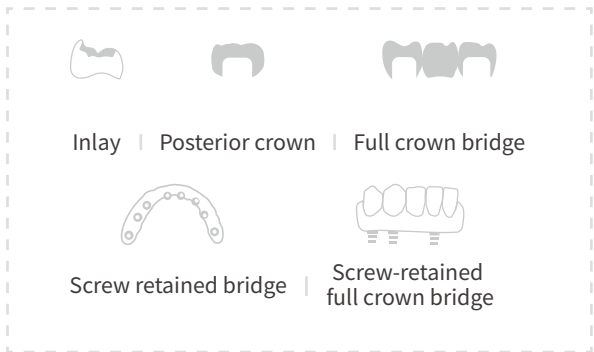 Inlay | Posterior crown | Full crown bridge
Screw retained bridge | Screw-retained
full crown bridge